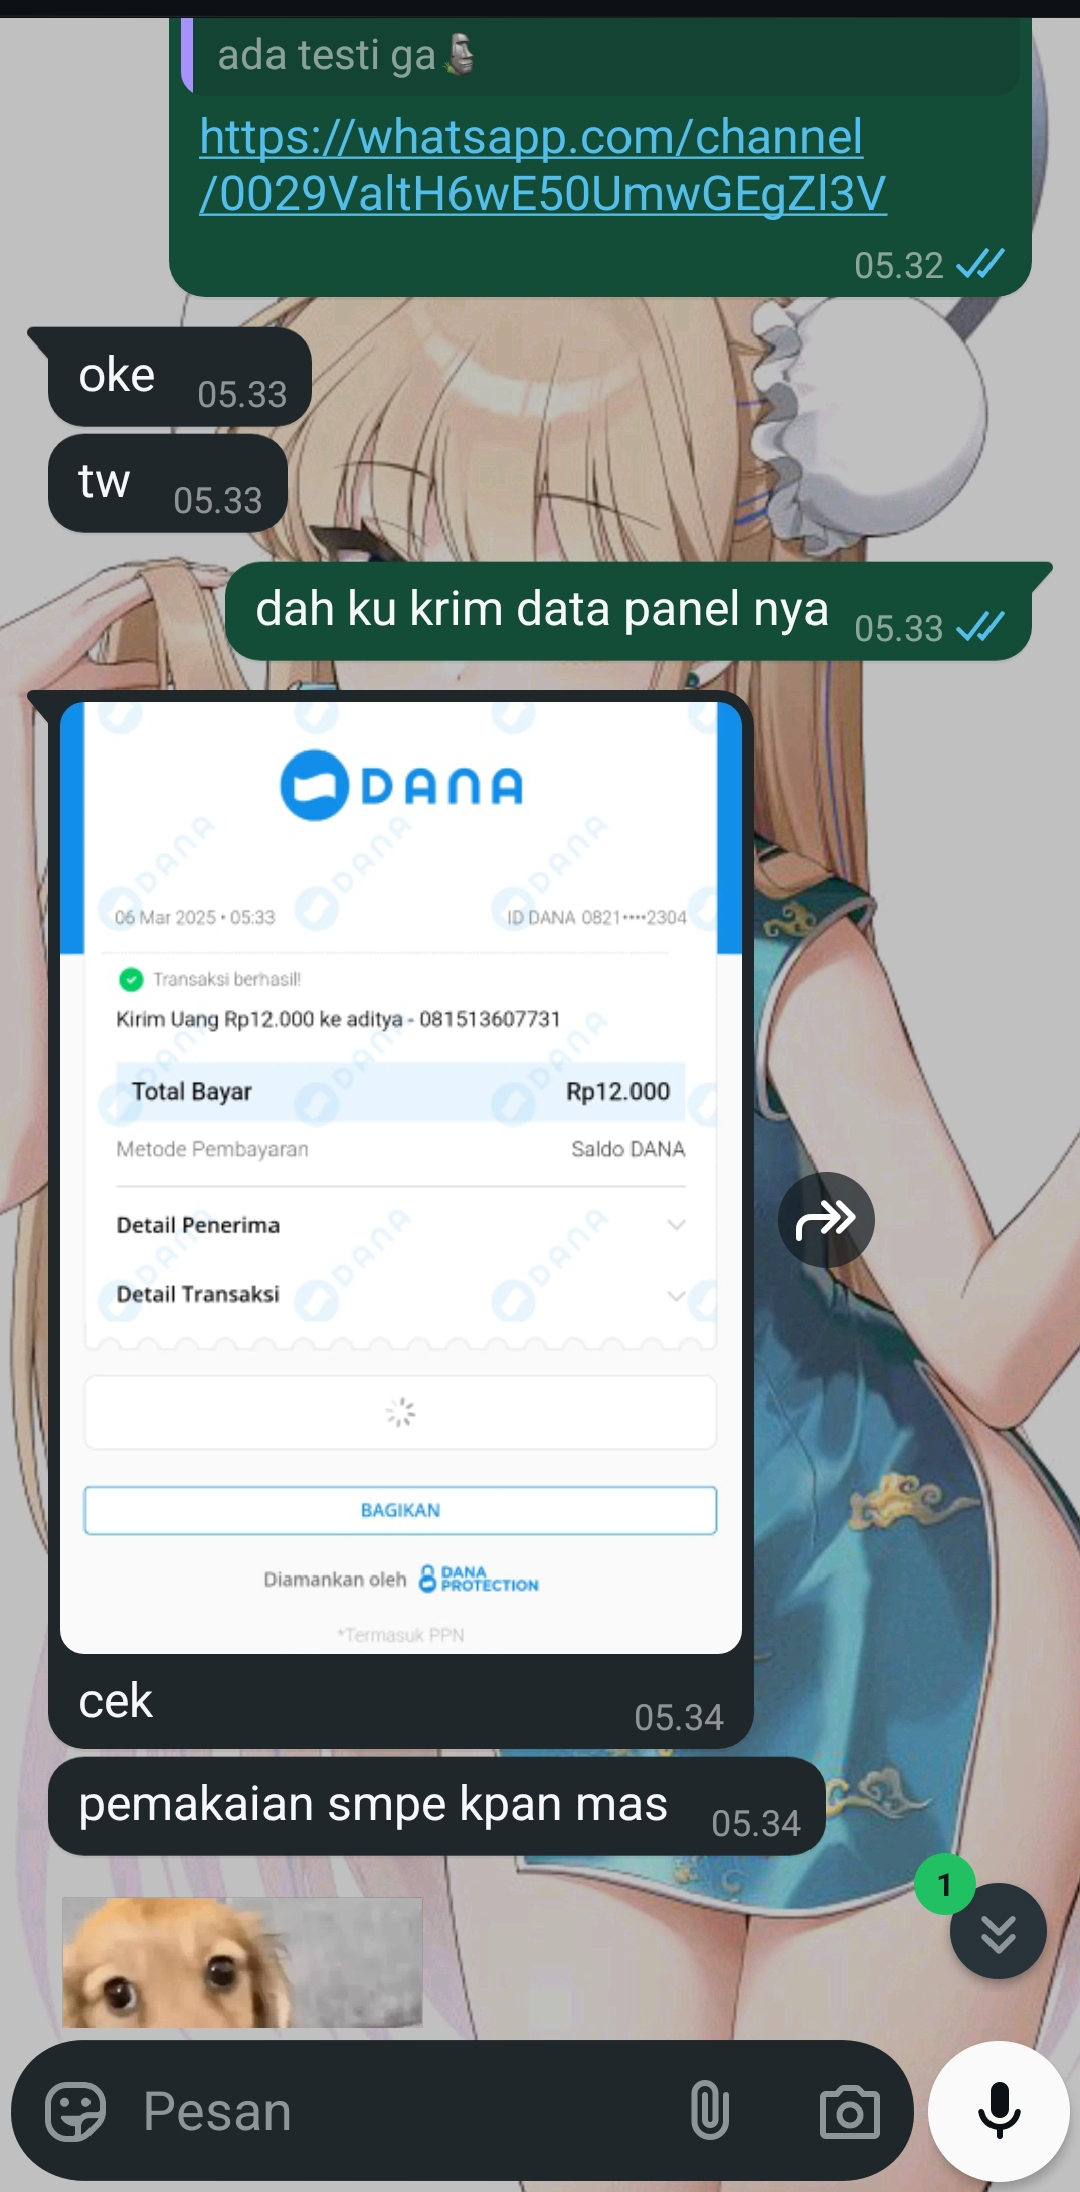 ada testi ga🗿
https://whatsapp.com/channel
/0029ValtH6wE50UmwGEgZl3V
05.32
oke 05.33
tw 05.33
dah ku krim data panel nya 05.33
DANA
06 Mar 2025 • 05:33 ID DANA 0821••••2304
Transaksi berhasil!
Kirim Uang Rp12.000 ke aditya - 081513607731
Total Bayar Rp12.000
Metode Pembayaran Saldo DANA
Detail Penerima
Detail Transaksi
BAGIKAN
Diamankan oleh DANA PROTECTION
*Termasuk PPN
cek 05.34
pemakaian smpe kpan mas 05.34
1
Pesan